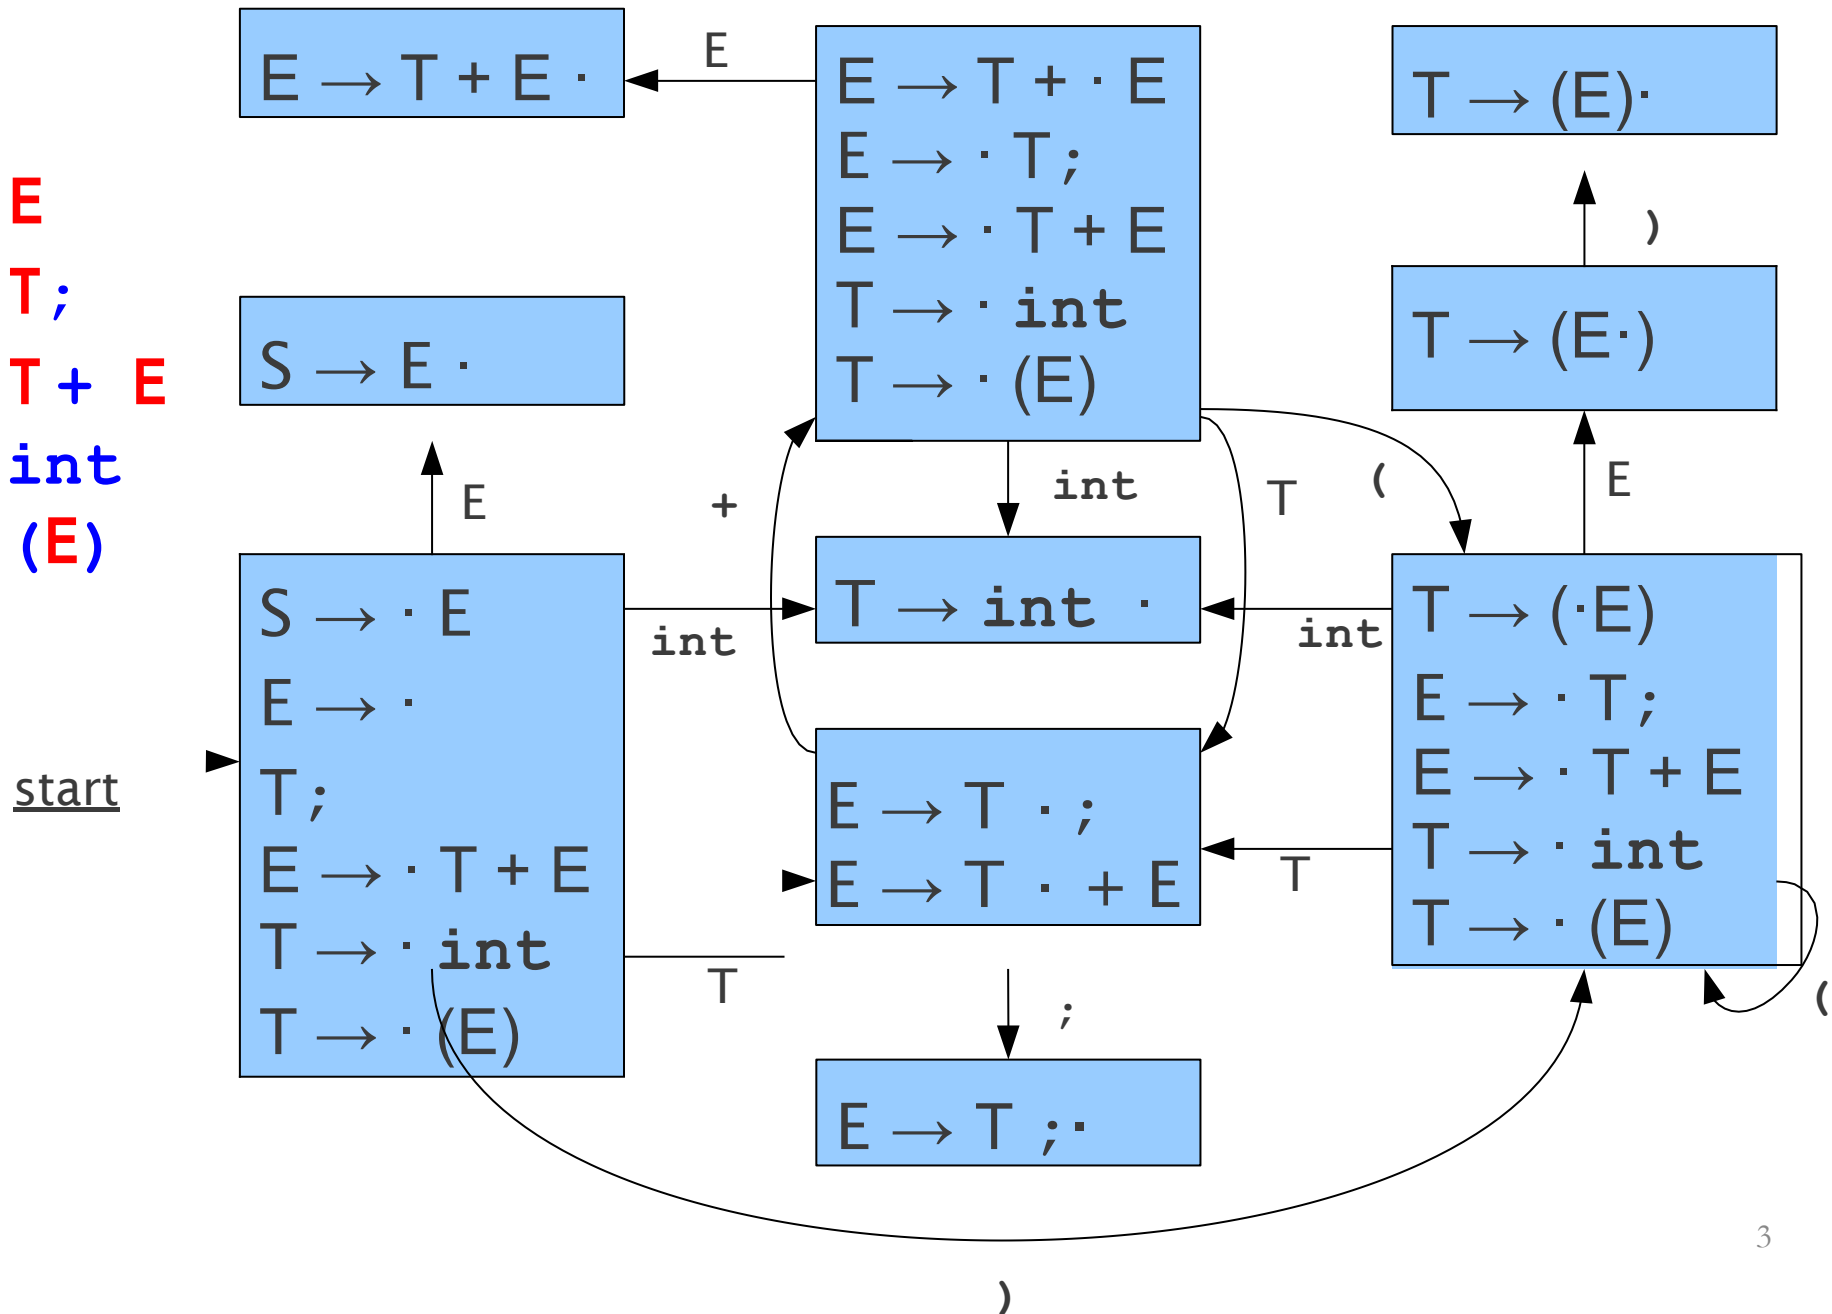 E
T;
T + E
int
(E)
start
E → T + E ·
E
E → T + · E
E → · T;
E → · T + E
T → · int
T → · (E)
T → (E)·
)
T → (E·)
E
S → E ·
E
+
int
T
(
S → · E
E → ·
T;
E → · T + E
T → · int
T → · (E)
int
T → int ·
int
T → (·E)
E → · T;
E → · T + E
T → · int
T → · (E)
E → T · ;
E → T · + E
T
T
;
(
E → T ;·
)
3